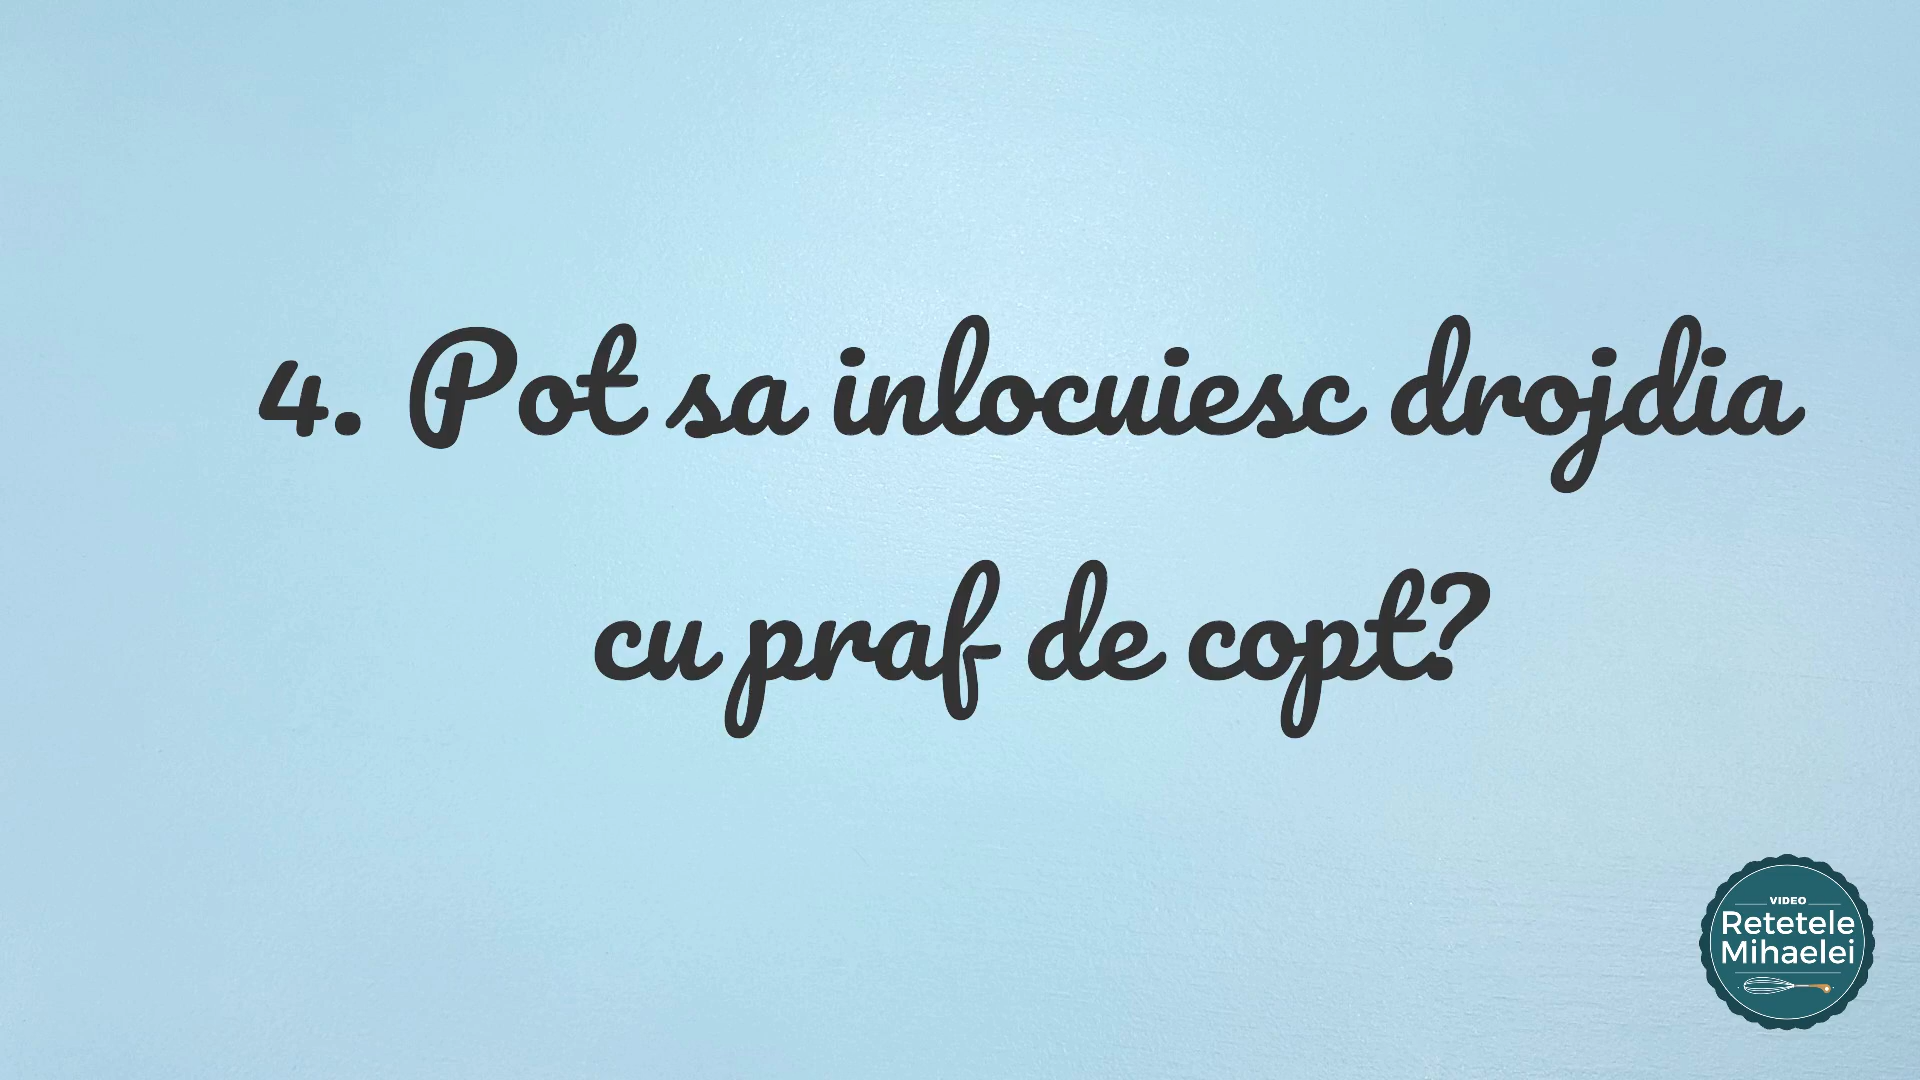 4. Pot sa inlocuiesc drojdia
cu praf de copt?
VIDEO
Retetele
Mihaelei